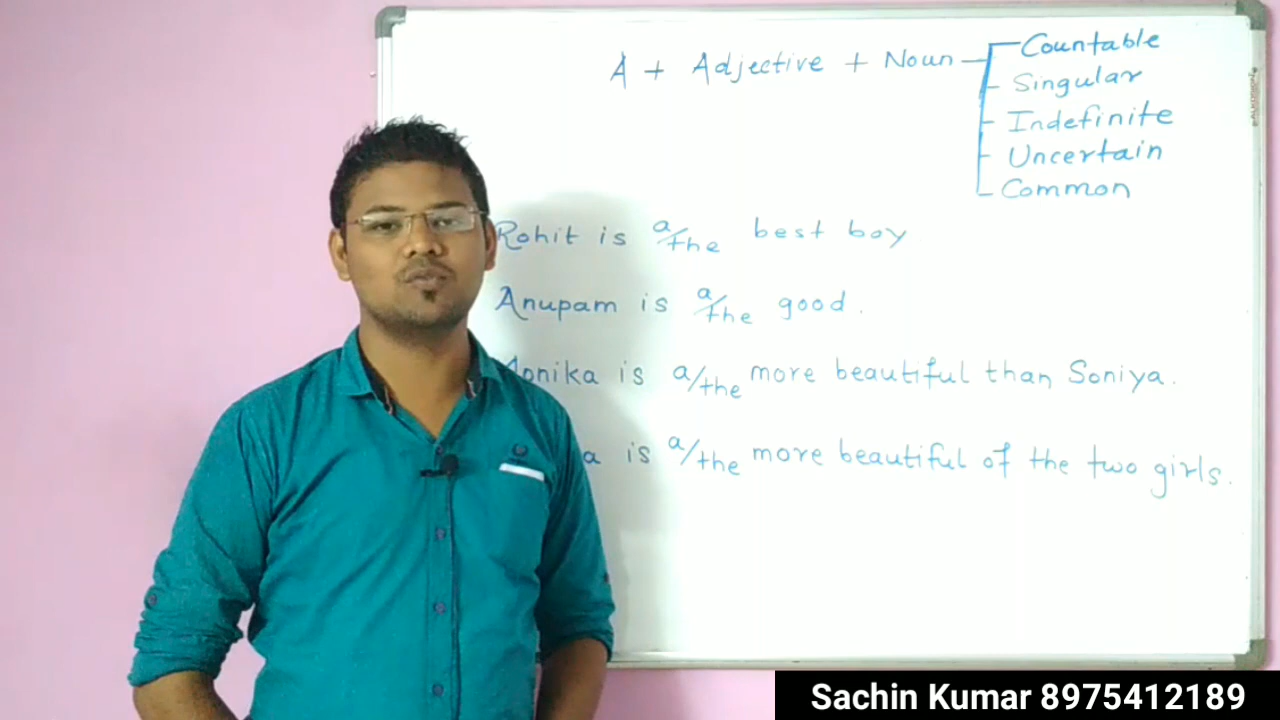 A + Adjective + Noun
Countable
Singular
Indefinite
Uncertain
Common
Rohit is a/the best boy
Anupam is a/the good.
Monika is a/the more beautiful than Soniya.
a is a/the more beautiful of the two girls.
Sachin Kumar 8975412189